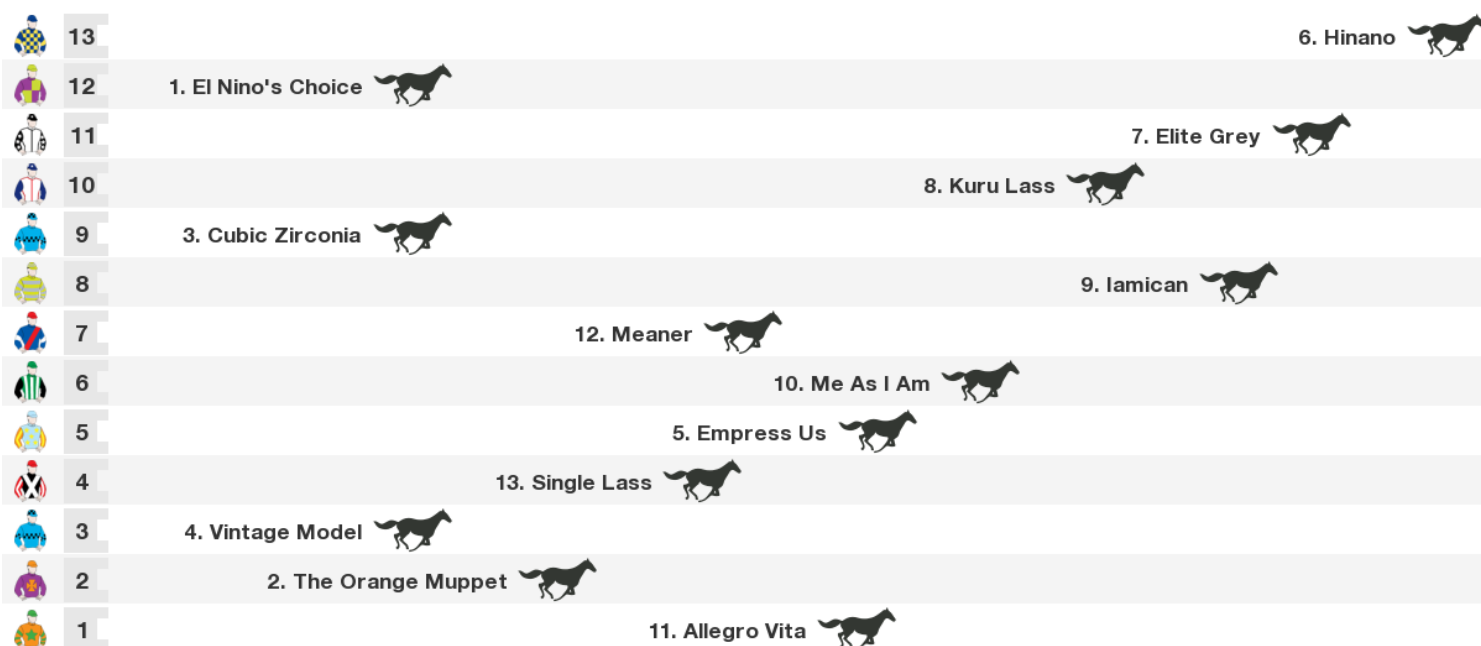 13 6. Hinano
12 1. El Nino's Choice
11 7. Elite Grey
10 8. Kuru Lass
9 3. Cubic Zirconia
8 9. Iamican
7 12. Meaner
6 10. Me As I Am
5 5. Empress Us
4 13. Single Lass
3 4. Vintage Model
2 2. The Orange Muppet
1 11. Allegro Vita